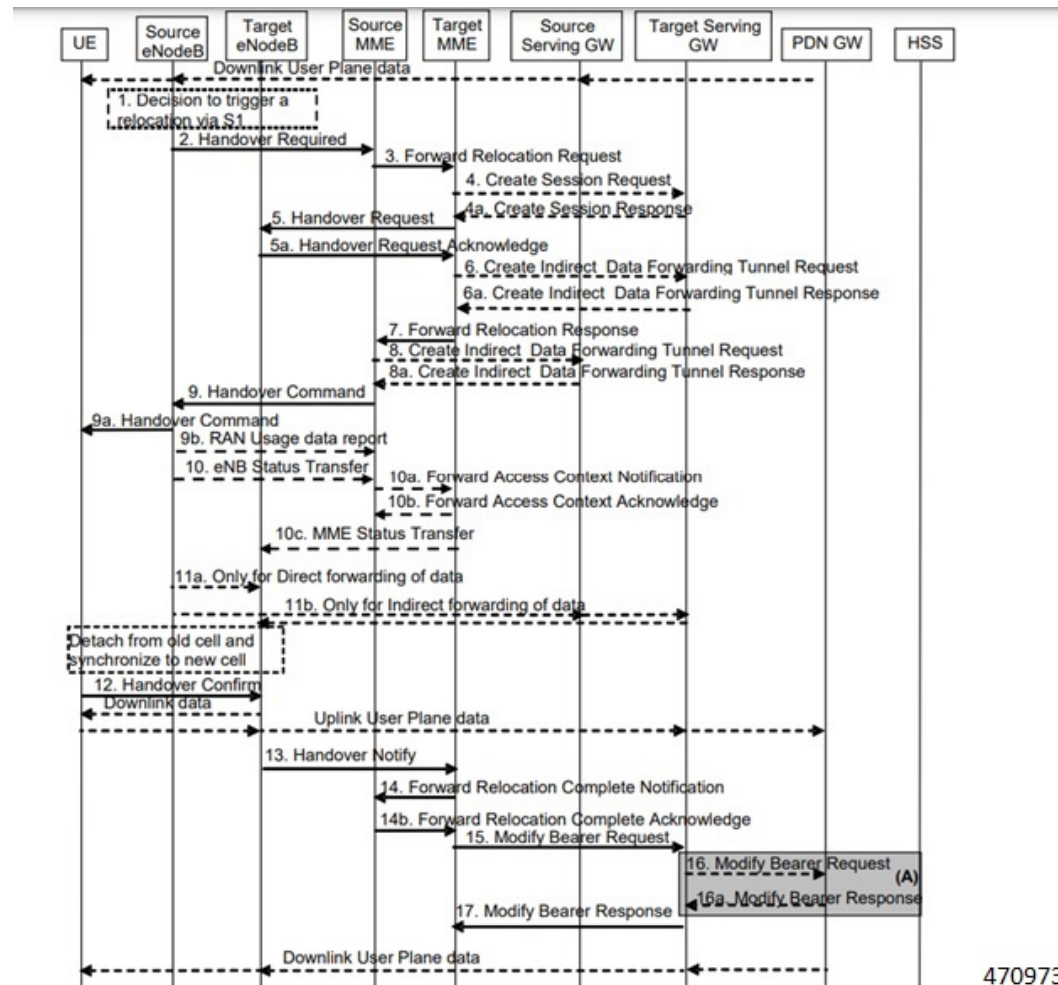 UE
Source
eNodeB
Target
eNodeB
Source
MME
Target
MME
Source
Serving GW
Target Serving
GW
PDN GW
HSS
Downlink User Plane data
1. Decision to trigger a
relocation via S1
2. Handover Required
3. Forward Relocation Request
4. Create Session Request
4a. Create Session Response
5. Handover Request
5a. Handover Request Acknowledge
6. Create Indirect Data Forwarding Tunnel Request
6a. Create Indirect Data Forwarding Tunnel Response
7. Forward Relocation Response
8. Create Indirect Data Forwarding Tunnel Request
8a. Create Indirect Data Forwarding Tunnel Response
9. Handover Command
9a. Handover Command
9b. RAN Usage data report
10. eNB Status Transfer
10a. Forward Access Context Notification
10b. Forward Access Context Acknowledge
10c. MME Status Transfer
11a. Only for Direct forwarding of data
11b. Only for Indirect forwarding of data
Detach from old cell and
synchronize to new cell
12. Handover Confirm
Downlink data
Uplink User Plane data
13. Handover Notify
14. Forward Relocation Complete Notification
14b. Forward Relocation Complete Acknowledge
15. Modify Bearer Request
16. Modify Bearer Request
(A)
16a. Modify Bearer Response
17. Modify Bearer Response
Downlink User Plane data
470973